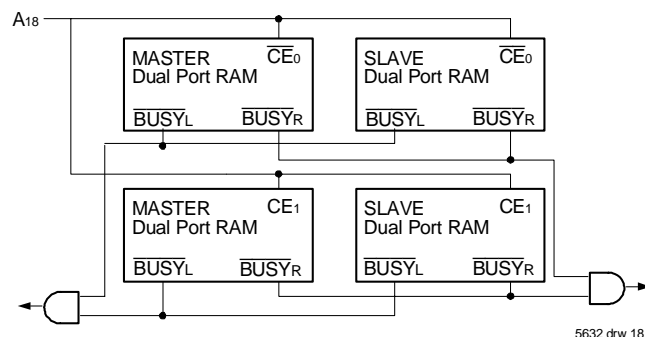 A18
MASTER
Dual Port RAM
CE0
BUSYL
BUSYR
SLAVE
Dual Port RAM
CE0
BUSYL
BUSYR
MASTER
Dual Port RAM
CE1
BUSYL
BUSYR
SLAVE
Dual Port RAM
CE1
BUSYL
BUSYR
5632 drw 18